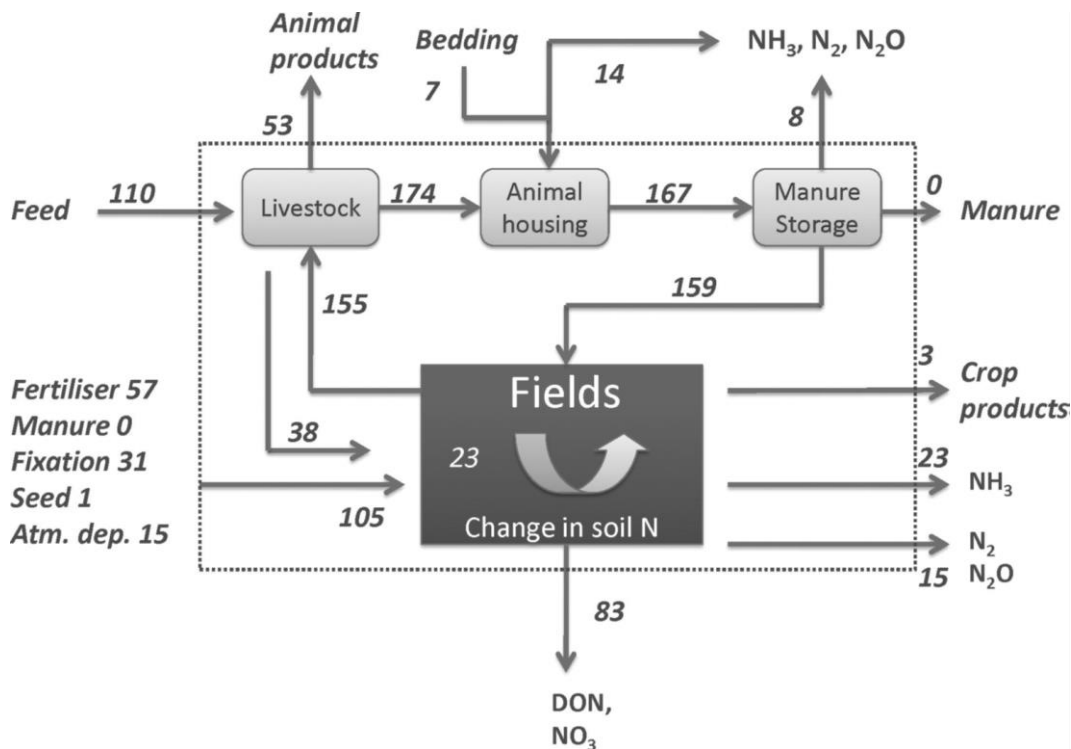 Animal
products
Bedding
7
14
NH₃, N₂, N₂O
53
8
Feed
110
Livestock
174
Animal
housing
167
Manure
Storage
0
Manure
155
159
Fertiliser 57
Manure 0
Fixation 31
Seed 1
Atm. dep. 15
38
105
Fields
23
Change in soil N
3
Crop
products
23
NH₃
N₂
15
N₂O
83
DON,
NO₃